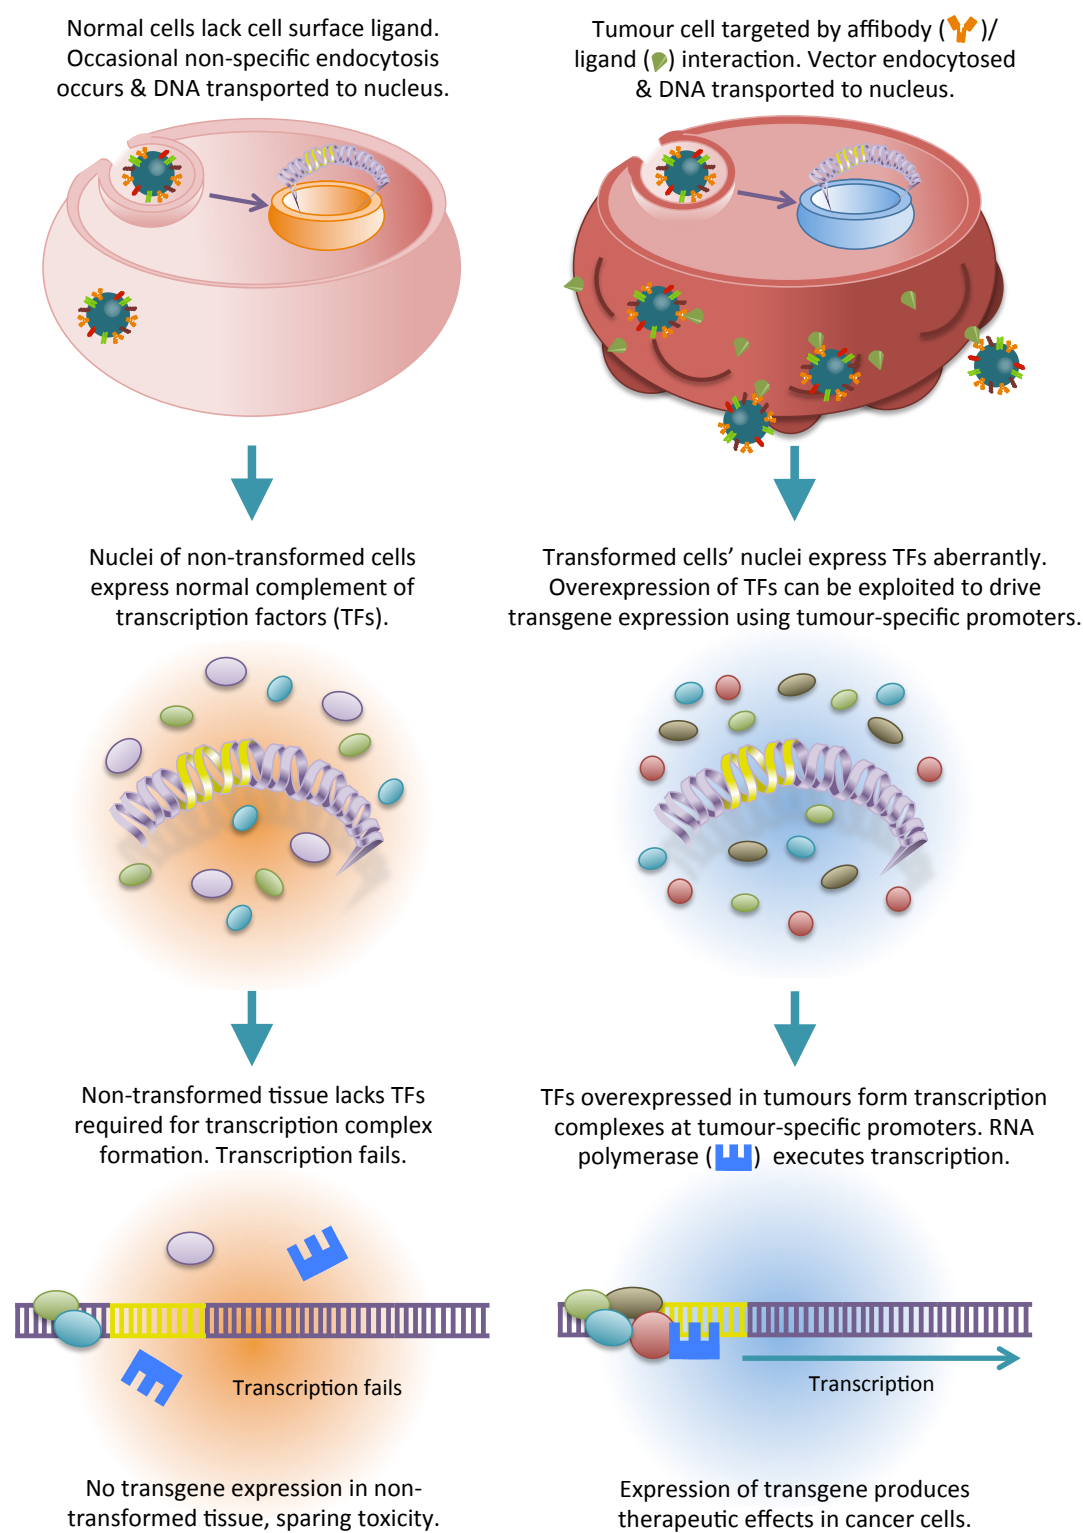 Normal cells lack cell surface ligand.
Occasional non-specific endocytosis
occurs & DNA transported to nucleus.
Tumour cell targeted by affibody ( )/
ligand ( ) interaction. Vector endocytosed
& DNA transported to nucleus.
Nuclei of non-transformed cells
express normal complement of
transcription factors (TFs).
Transformed cells’ nuclei express TFs aberrantly.
Overexpression of TFs can be exploited to drive
transgene expression using tumour-specific promoters.
Non-transformed tissue lacks TFs
required for transcription complex
formation. Transcription fails.
TFs overexpressed in tumours form transcription
complexes at tumour-specific promoters. RNA
polymerase ( ) executes transcription.
Transcription fails
Transcription
No transgene expression in non-
transformed tissue, sparing toxicity.
Expression of transgene produces
therapeutic effects in cancer cells.